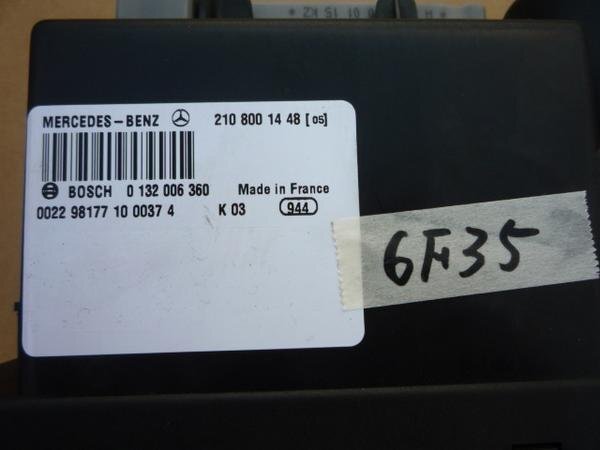 MERCEDES-BENZ 210 800 14 48 [05]
BOSCH 0 132 006 360 Made in France
0022 98177 10 0037 4 K 03 944
6F35